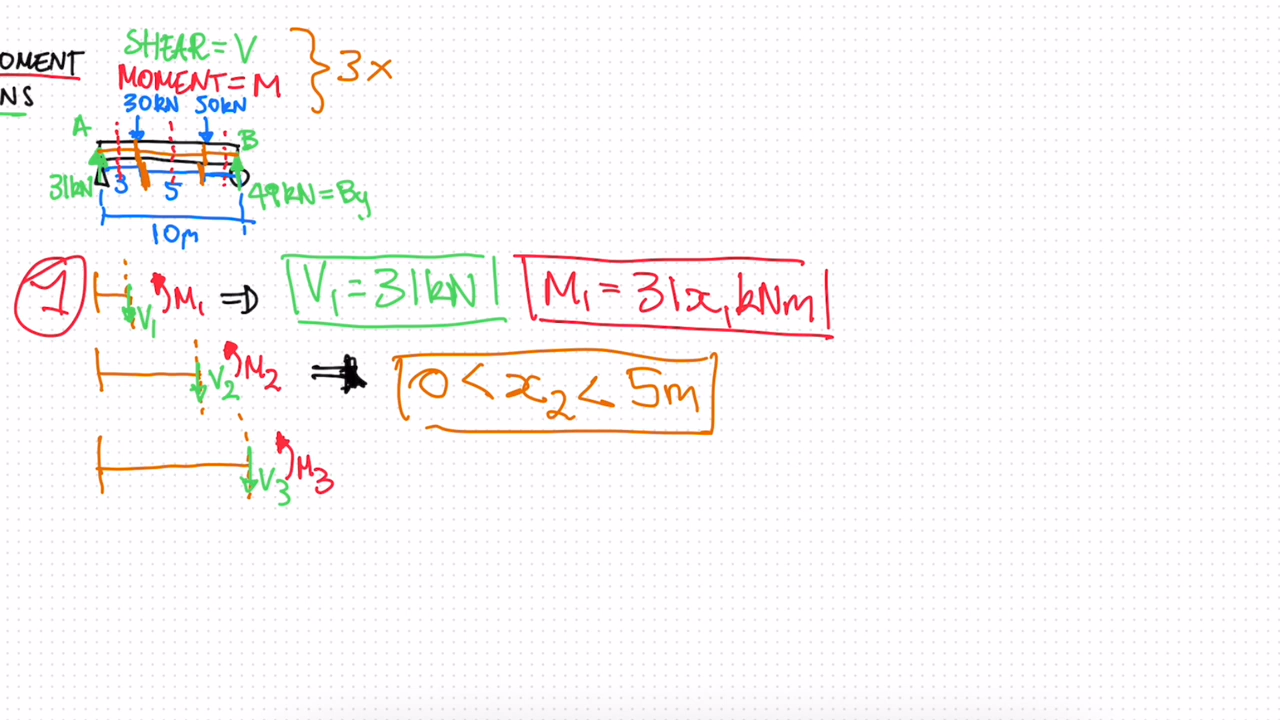 OMENT
NS
SHEAR = V
MOMENT = M
} 3x
30kN 50kN
A B
31kN 3 5 49kN = By
10m
1 V₁ M₁ ⇒ V₁ = 31kN M₁ = 31x₁ kNm
V₂ M₂ ⇒ 0 < x₂ < 5m
V₃ M₃